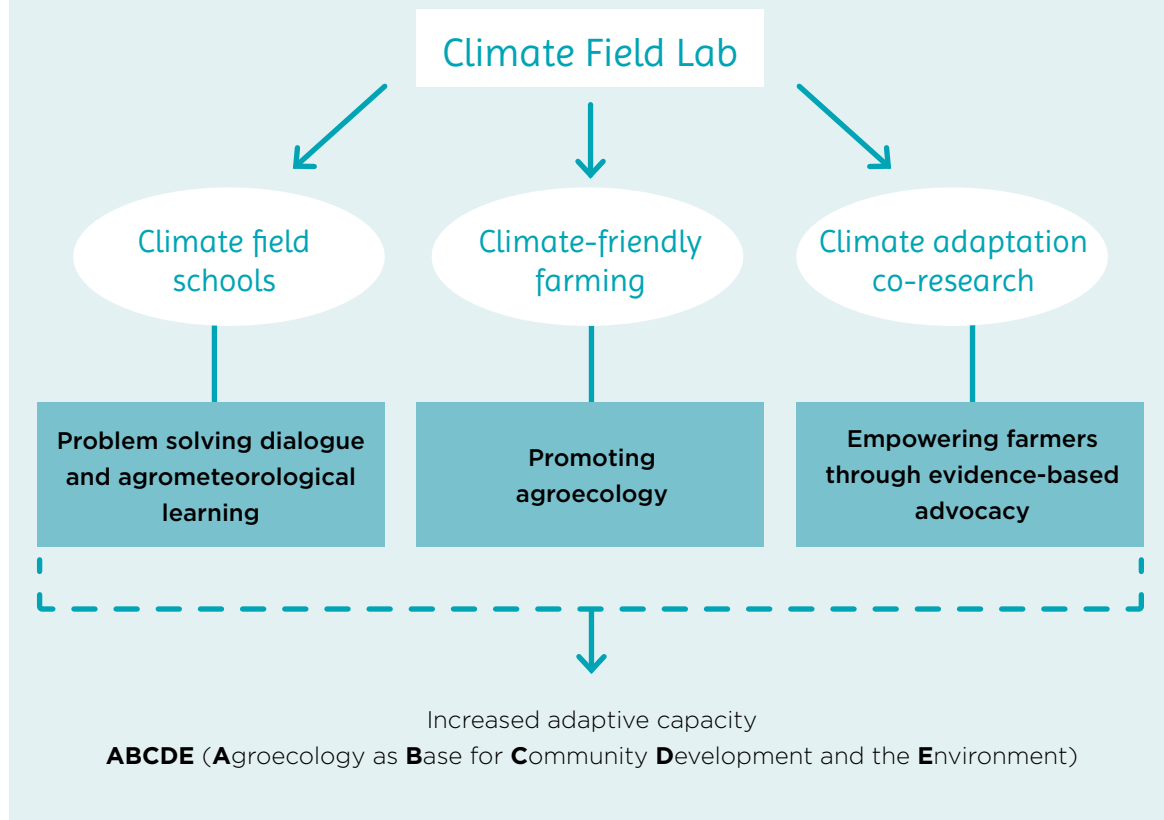 Climate Field Lab
Climate field
schools
Climate-friendly
farming
Climate adaptation
co-research
Problem solving dialogue
and agrometeorological
learning
Promoting
agroecology
Empowering farmers
through evidence-based
advocacy
Increased adaptive capacity
ABCDE (Agroecology as Base for Community Development and the Environment)